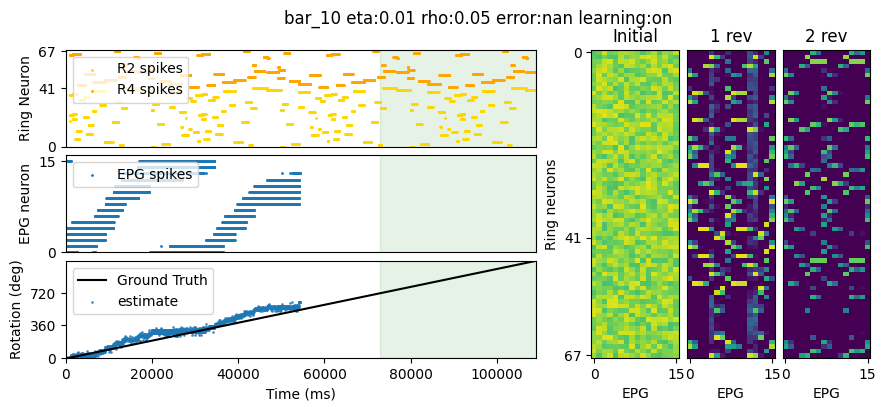 bar_10 eta:0.01 rho:0.05 error:nan learning:on
Initial
1 rev
2 rev
Ring Neuron
67
41
0
R2 spikes
R4 spikes
EPG neuron
15
0
EPG spikes
Rotation (deg)
720
360
0
Ground Truth
estimate
0 20000 40000 60000 80000 100000
Time (ms)
Ring neurons
0
41
67
0 15
EPG
0 15
EPG
0 15
EPG